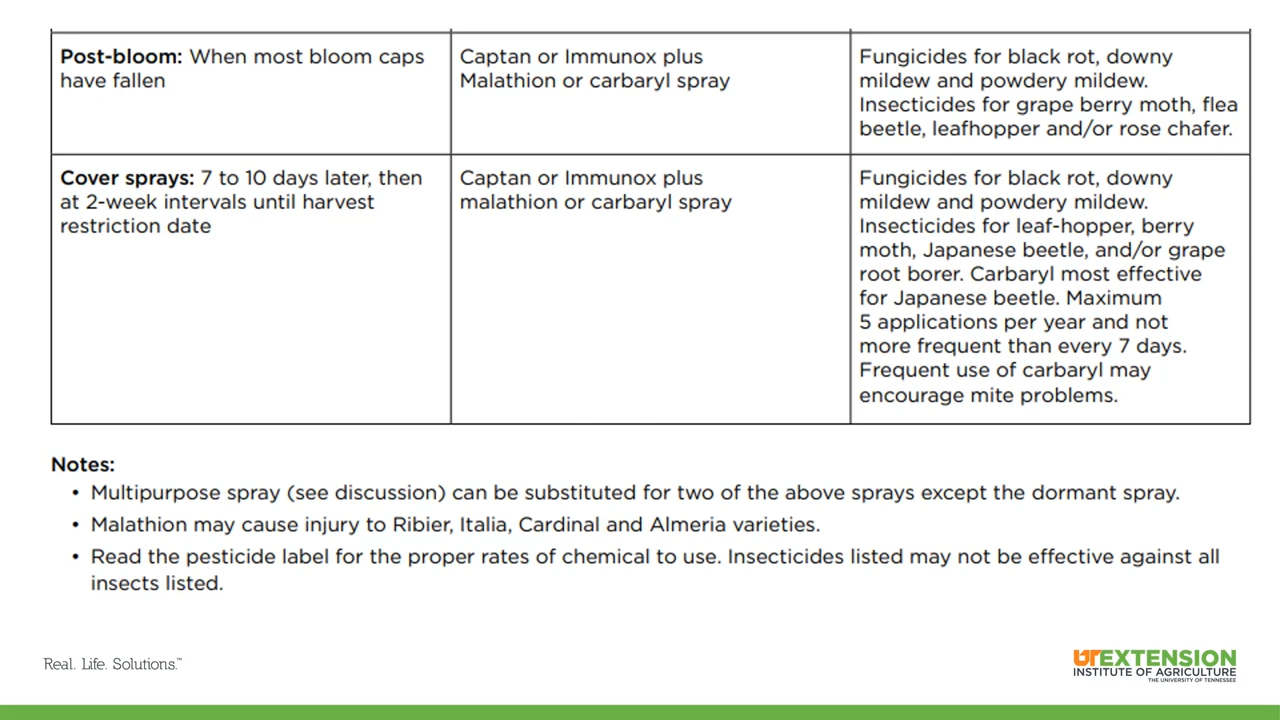 Post-bloom: When most bloom caps
have fallen
Captan or Immunox plus
Malathion or carbaryl spray
Fungicides for black rot, downy
mildew and powdery mildew.
Insecticides for grape berry moth, flea
beetle, leafhopper and/or rose chafer.
Cover sprays: 7 to 10 days later, then
at 2-week intervals until harvest
restriction date
Captan or Immunox plus
malathion or carbaryl spray
Fungicides for black rot, downy
mildew and powdery mildew.
Insecticides for leaf-hopper, berry
moth, Japanese beetle, and/or grape
root borer. Carbaryl most effective
for Japanese beetle. Maximum
5 applications per year and not
more frequent than every 7 days.
Frequent use of carbaryl may
encourage mite problems.
Notes:
• Multipurpose spray (see discussion) can be substituted for two of the above sprays except the dormant spray.
• Malathion may cause injury to Ribier, Italia, Cardinal and Almeria varieties.
• Read the pesticide label for the proper rates of chemical to use. Insecticides listed may not be effective against all
insects listed.
Real. Life. Solutions.™
UT EXTENSION
INSTITUTE OF AGRICULTURE
THE UNIVERSITY OF TENNESSEE